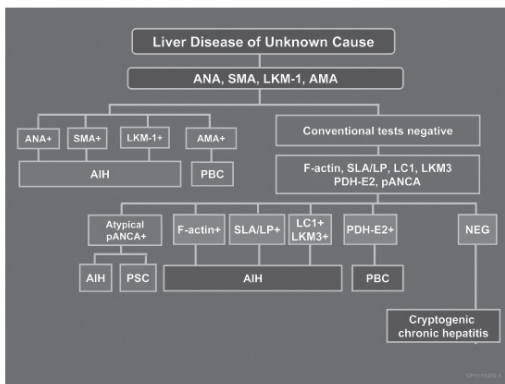 Liver Disease of Unknown Cause
ANA, SMA, LKM-1, AMA
ANA+
SMA+
LKM-1+
AMA+
Conventional tests negative
AIH
PBC
F-actin, SLA/LP, LC1, LKM3
PDH-E2, pANCA
Atypical
pANCA+
F-actin+
SLA/LP+
LC1+
LKM3+
PDH-E2+
NEG
AIH
PSC
AIH
PBC
Cryptogenic
chronic hepatitis